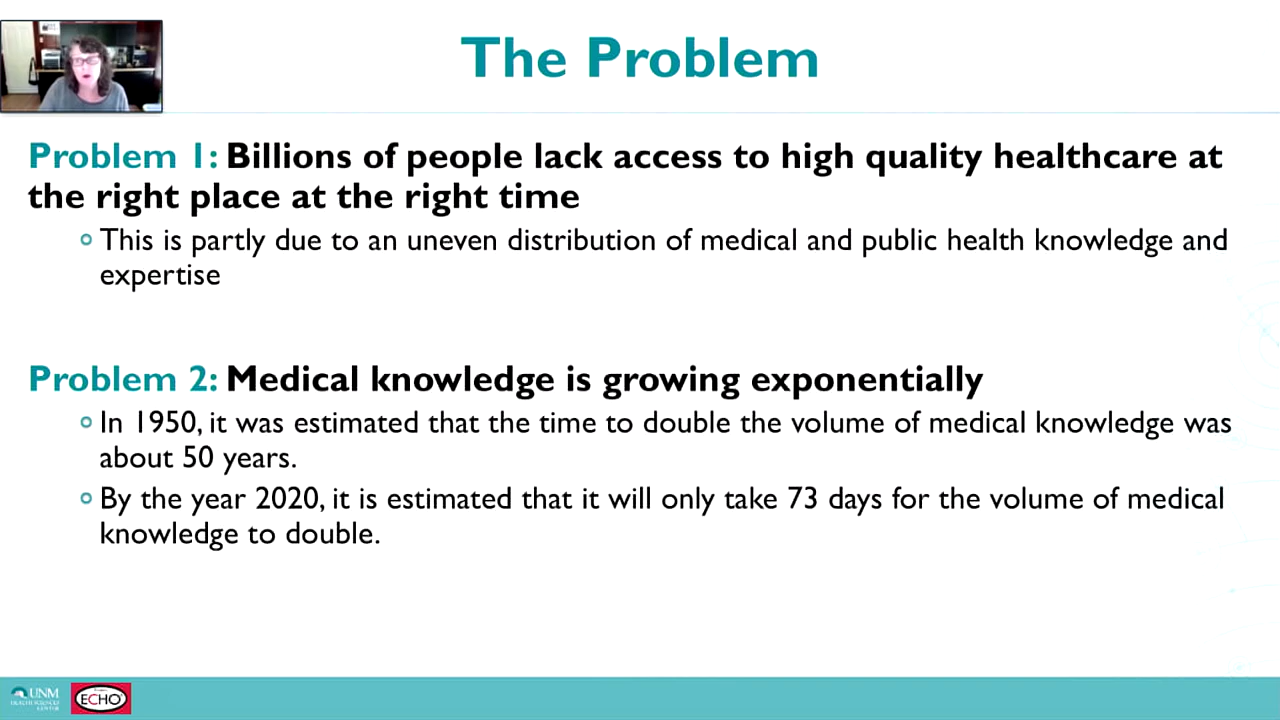 The Problem
Problem 1: Billions of people lack access to high quality healthcare at
the right place at the right time
This is partly due to an uneven distribution of medical and public health knowledge and
expertise
Problem 2: Medical knowledge is growing exponentially
In 1950, it was estimated that the time to double the volume of medical knowledge was
about 50 years.
By the year 2020, it is estimated that it will only take 73 days for the volume of medical
knowledge to double.
UNM
HEALTH SCIENCES
CENTER
ECHO